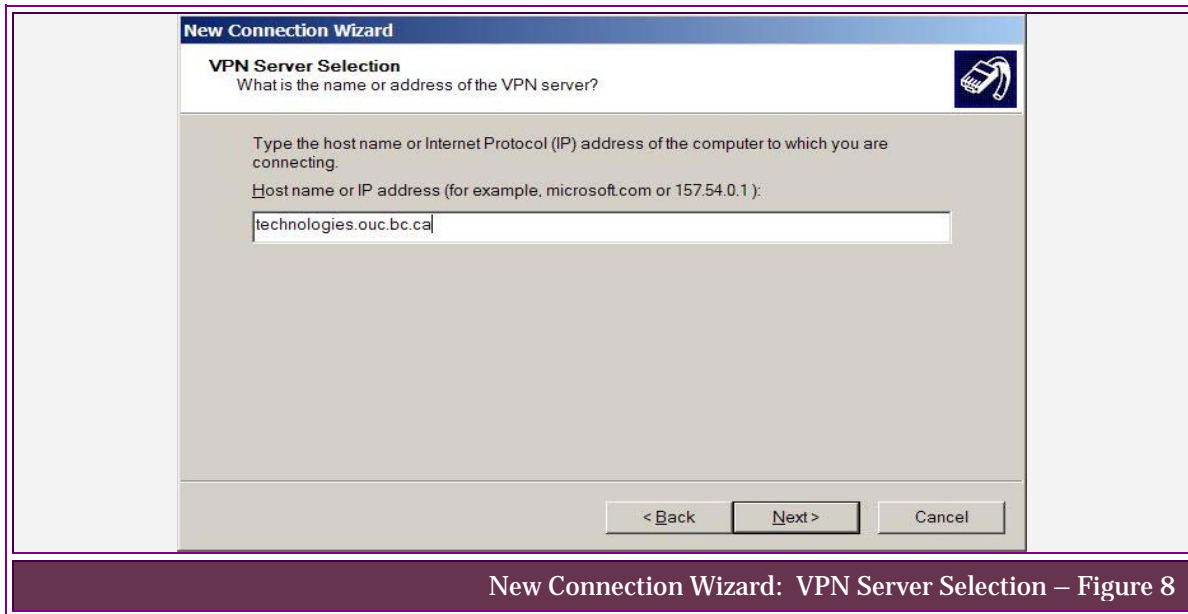 New Connection Wizard
VPN Server Selection
What is the name or address of the VPN server?
Type the host name or Internet Protocol (IP) address of the computer to which you are
connecting.
Host name or IP address (for example, microsoft.com or 157.54.0.1 ):
technologies.ouc.bc.ca
< Back
Next >
Cancel
New Connection Wizard:  VPN Server Selection – Figure 8